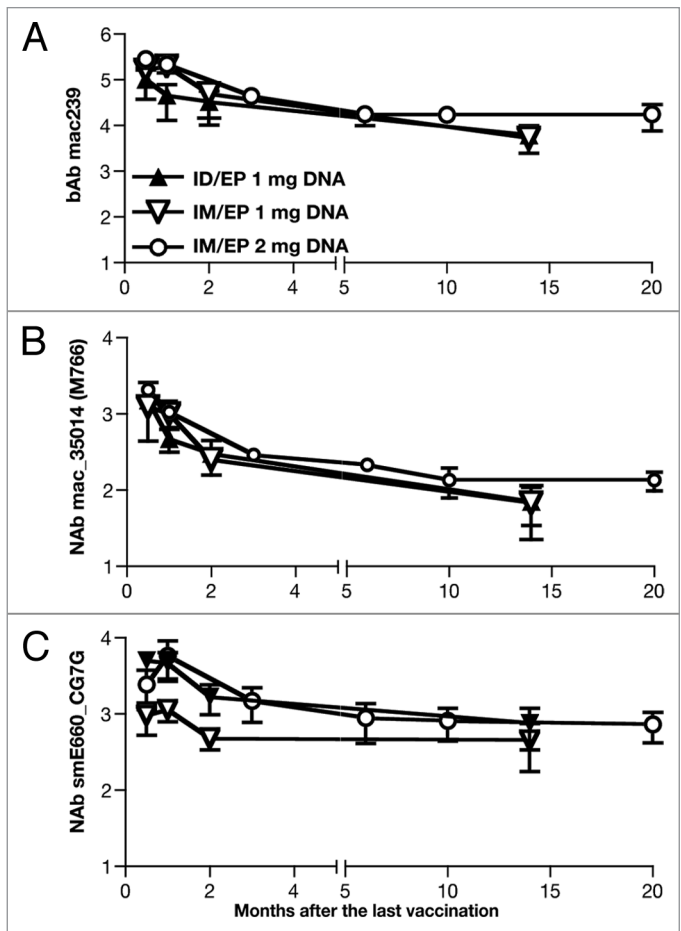 A
bAb mac239
6
5
4
3
2
1
ID/EP 1 mg DNA
IM/EP 1 mg DNA
IM/EP 2 mg DNA
0 2 4 5 10 15 20
B
NAb mac_35014 (M766)
4
3
2
1
0 2 4 5 10 15 20
C
NAb smE660_CG7G
4
3
2
1
0 2 4 5 10 15 20
Months after the last vaccination